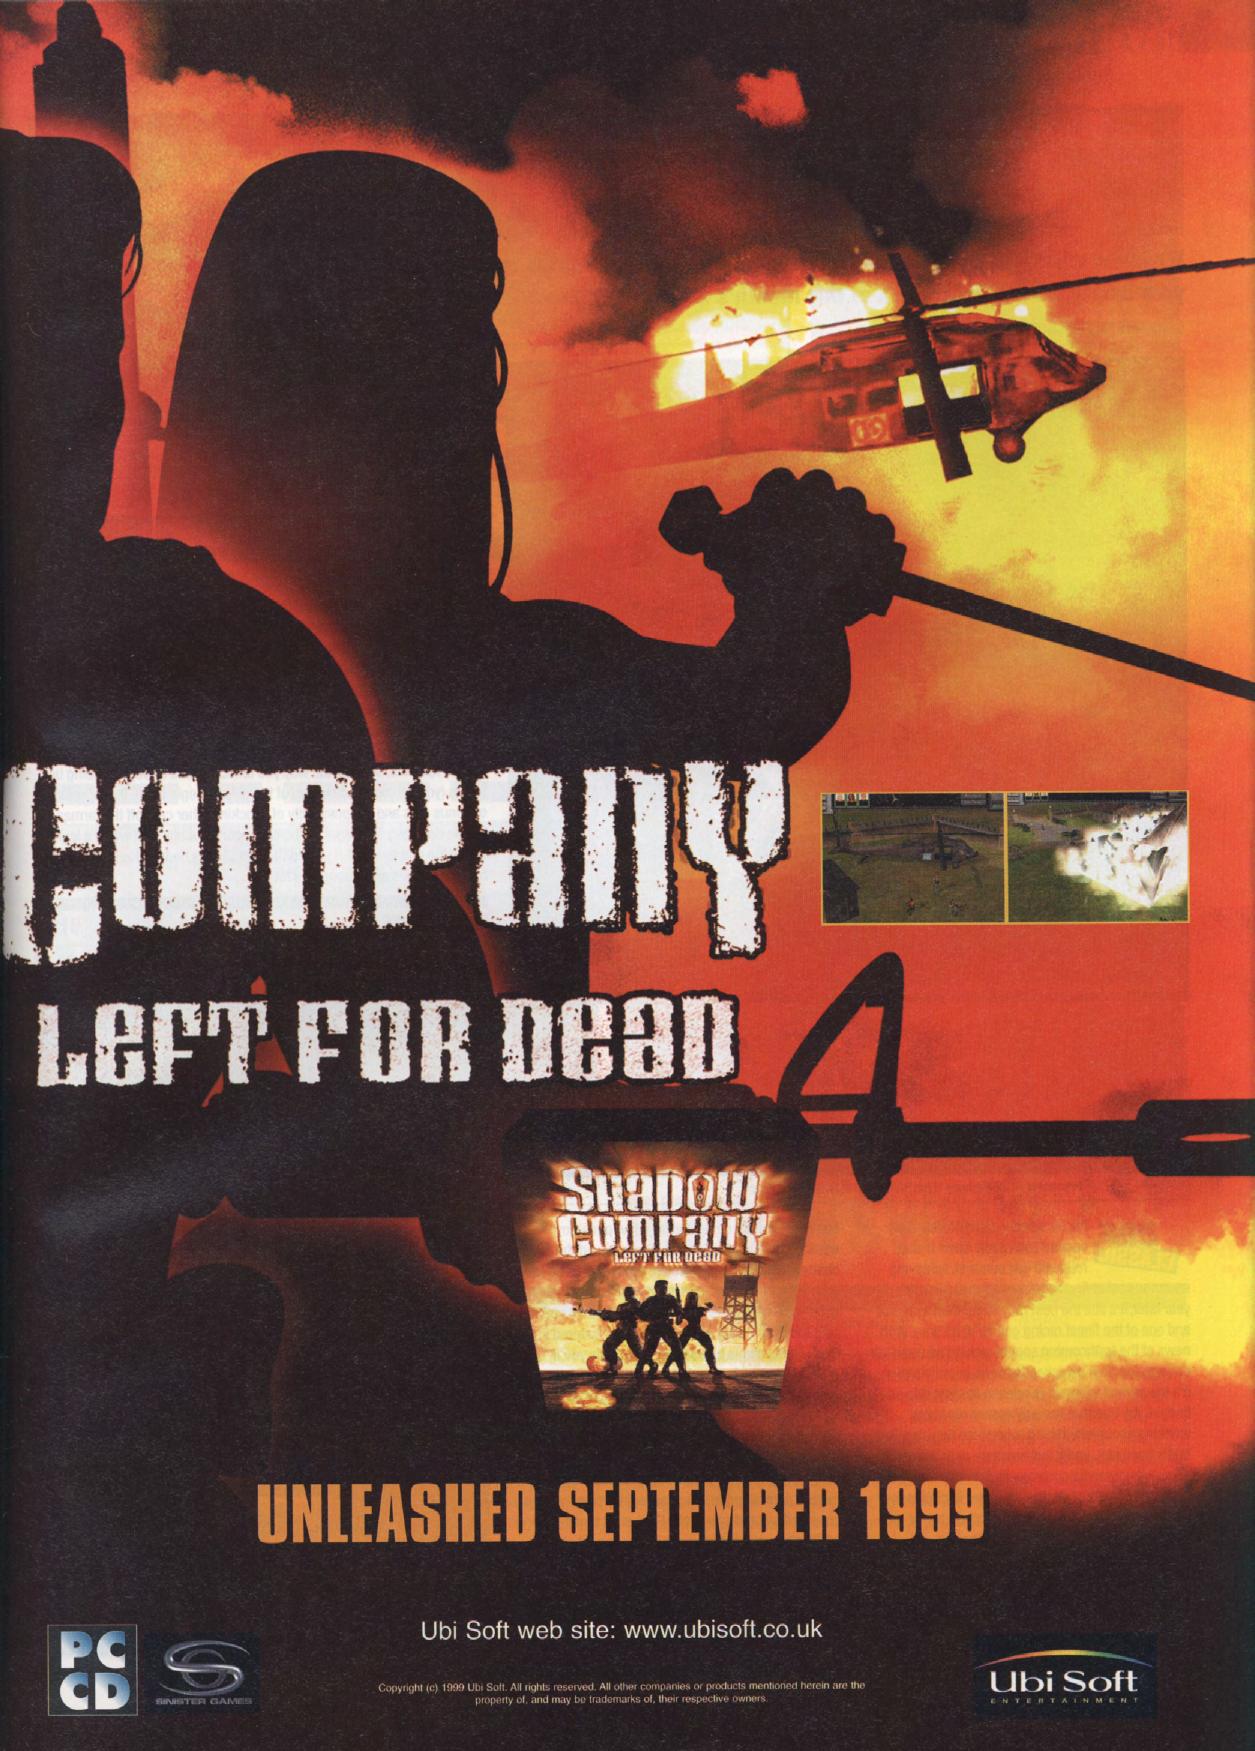 Company
LEFT FOR DEAD
SHADOW
COMPANY
LEFT FOR DEAD
UNLEASHED SEPTEMBER 1999
Ubi Soft web site: www.ubisoft.co.uk
PC
CD
SINISTER GAMES
Copyright (c) 1999 Ubi Soft. All rights reserved. All other companies or products mentioned herein are the
property of, and may be trademarks of, their respective owners.
Ubi Soft
ENTERTAINMENT